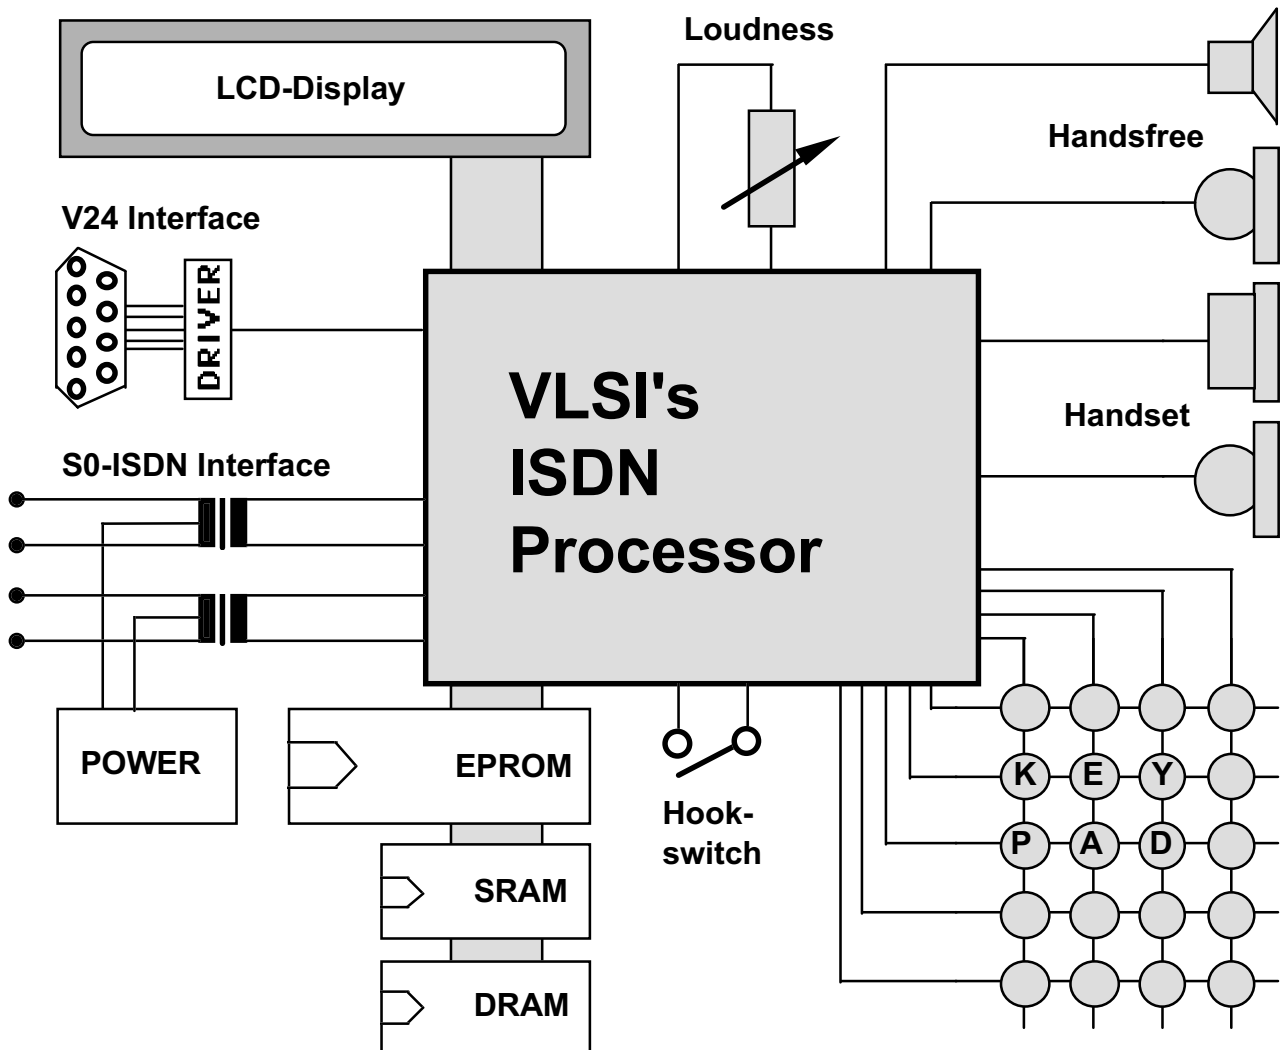 Loudness
LCD-Display
Handsfree
V24 Interface
DRIVER
VLSI's
ISDN
Processor
Handset
S0-ISDN Interface
POWER
EPROM
K E Y
Hook-
switch
P A D
SRAM
DRAM